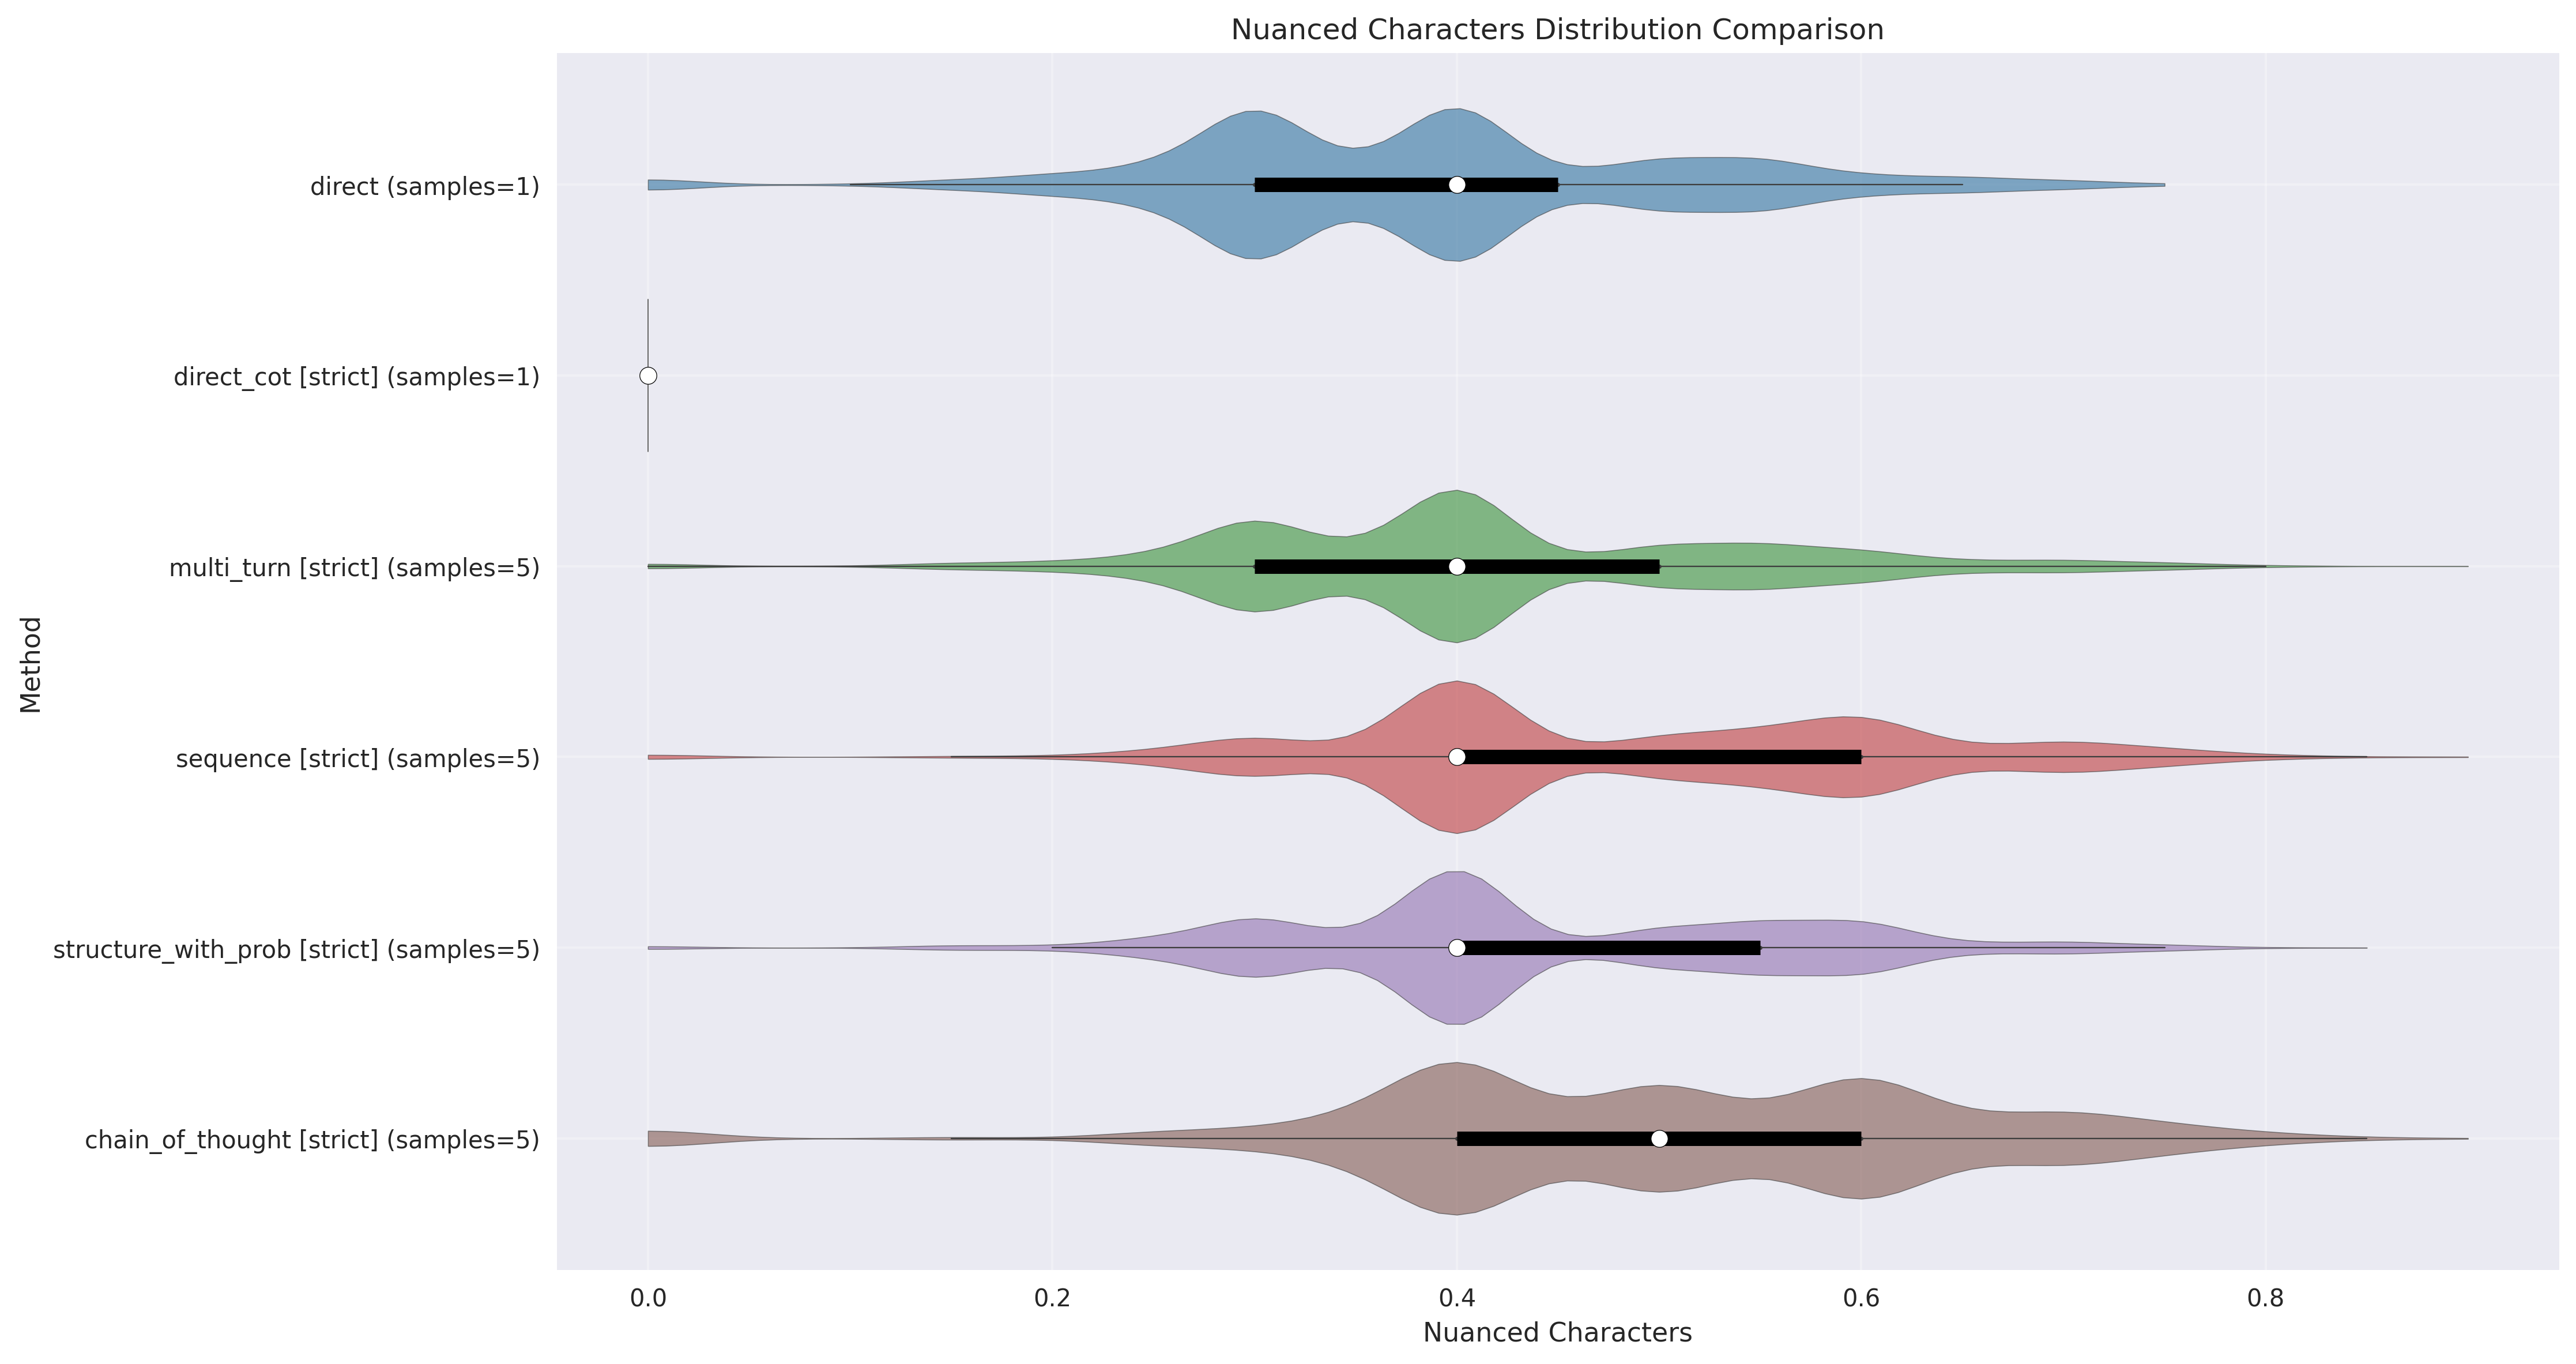 Nuanced Characters Distribution Comparison
Method
direct (samples=1)
direct_cot [strict] (samples=1)
multi_turn [strict] (samples=5)
sequence [strict] (samples=5)
structure_with_prob [strict] (samples=5)
chain_of_thought [strict] (samples=5)
0.0 0.2 0.4 0.6 0.8
Nuanced Characters